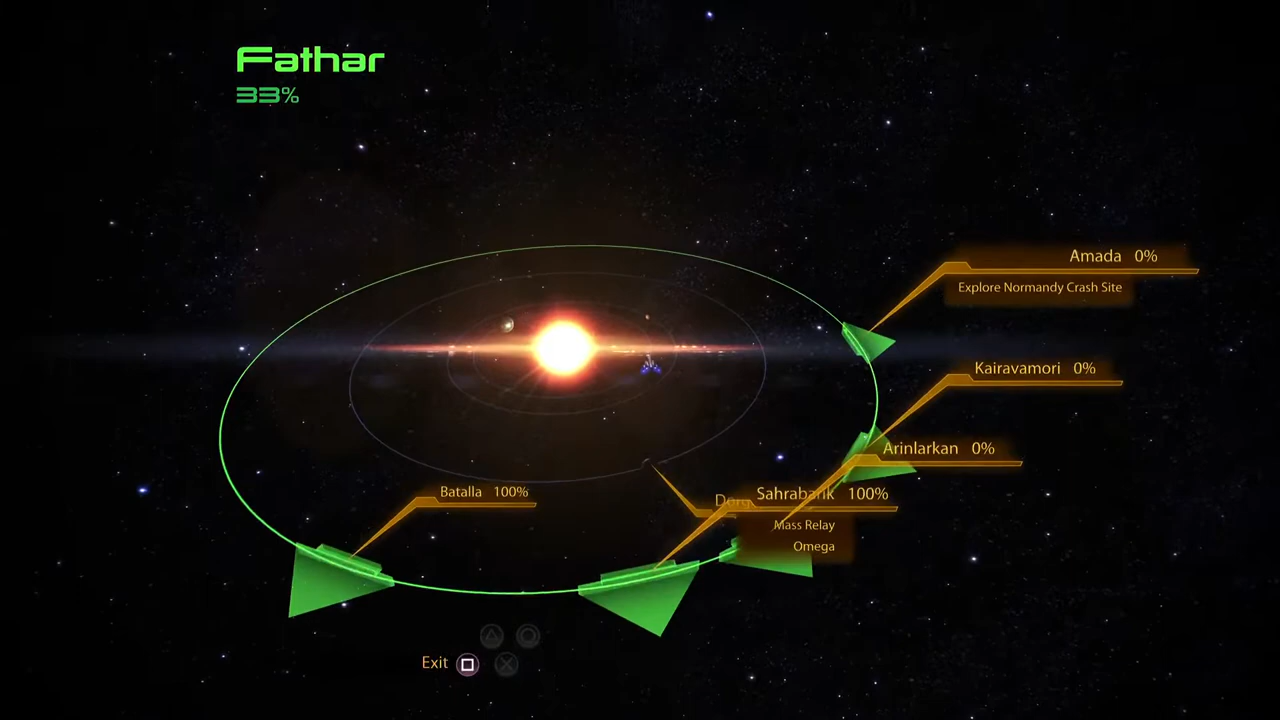 Fathar
33%
Amada 0%
Explore Normandy Crash Site
Kairavamori 0%
Arinlarkan 0%
Batalla 100%
Sahrabarik 100%
Mass Relay
Omega
Exit